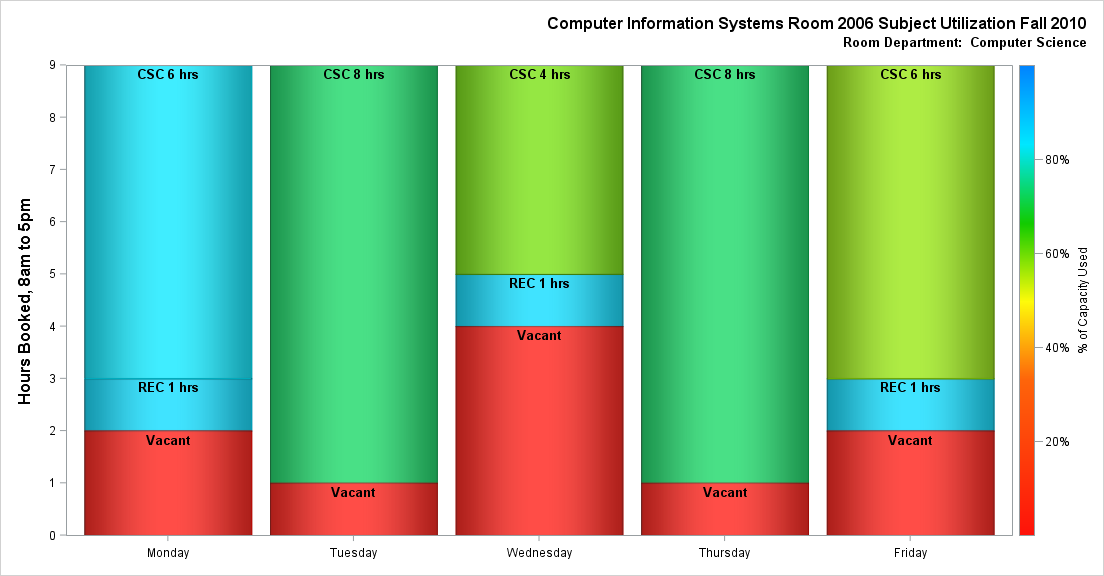 Computer Information Systems Room 2006 Subject Utilization Fall 2010
Room Department:  Computer Science
Hours Booked, 8am to 5pm
9
8
7
6
5
4
3
2
1
0
CSC 6 hrs
REC 1 hrs
Vacant
CSC 8 hrs
Vacant
CSC 4 hrs
REC 1 hrs
Vacant
CSC 8 hrs
Vacant
CSC 6 hrs
REC 1 hrs
Vacant
Monday
Tuesday
Wednesday
Thursday
Friday
80%
60%
40%
20%
% of Capacity Used